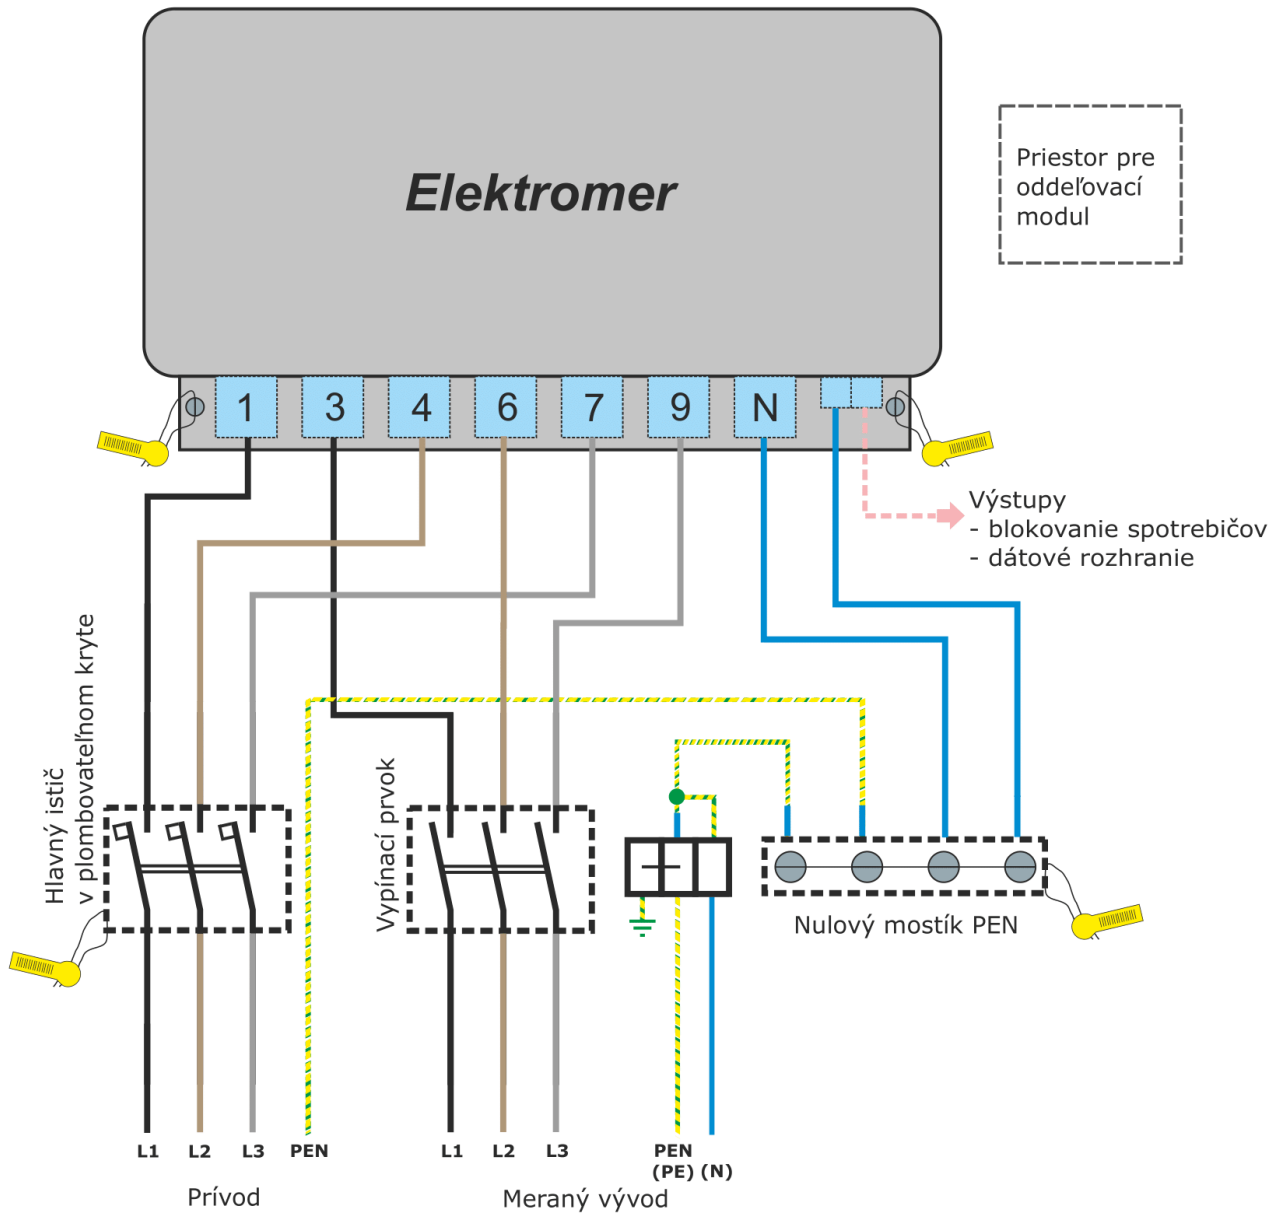 Elektromer
Priestor pre
oddeľovací
modul
1 3 4 6 7 9 N
Výstupy
- blokovanie spotrebičov
- dátové rozhranie
Hlavný istič
v plombovateľnom kryte
Vypínací prvok
Nulový mostík PEN
L1 L2 L3 PEN
L1 L2 L3
PEN
(PE) (N)
Prívod
Meraný vývod